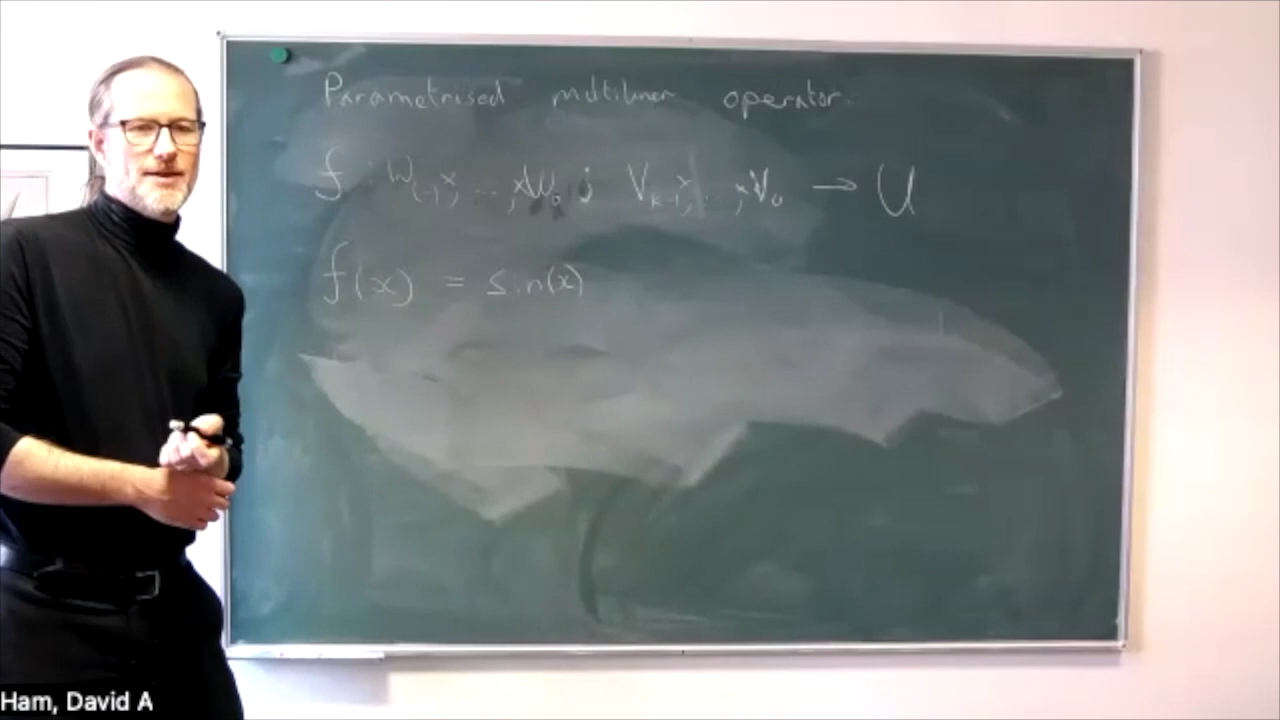 Parametrised multilinear operator.
f : W_{l-1} ×, ..., × W_0 ; V_{k-1} ×, ..., × V_0 → U
f(x) = sin(x)
Ham, David A